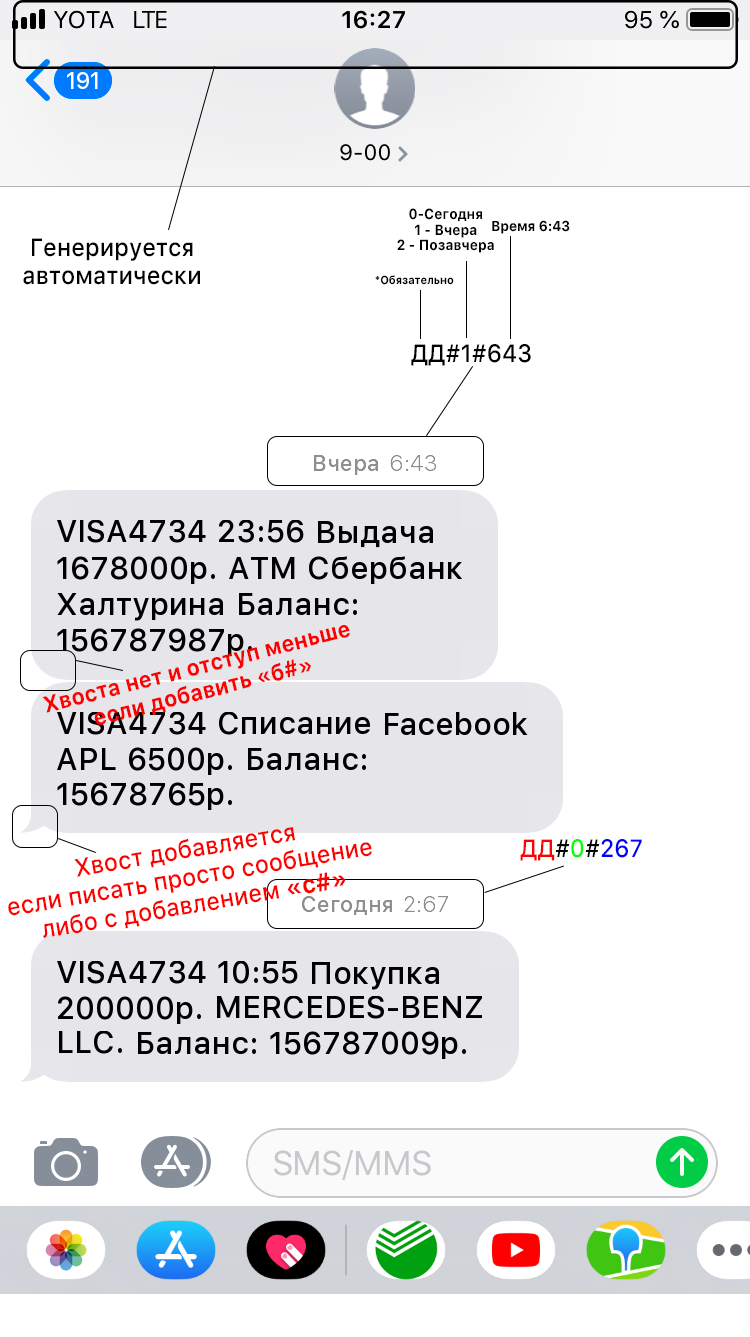 YOTA LTE 16:27 95 %
191
9-00
Генерируется
автоматически
0-Сегодня
1 - Вчера
2 - Позавчера
Время 6:43
*Обязательно
ДД#1#643
Вчера 6:43
VISA4734 23:56 Выдача
1678000р. ATM Сбербанк
Халтурина Баланс:
156787987р.
Хвоста нет и отступ меньше
если добавить «б#»
VISA4734 Списание Facebook
APL 6500р. Баланс:
15678765р.
Хвост добавляется
если писать просто сообщение
либо с добавлением «с#»
ДД#0#267
Сегодня 2:67
VISA4734 10:55 Покупка
200000р. MERCEDES-BENZ
LLC. Баланс: 156787009р.
SMS/MMS